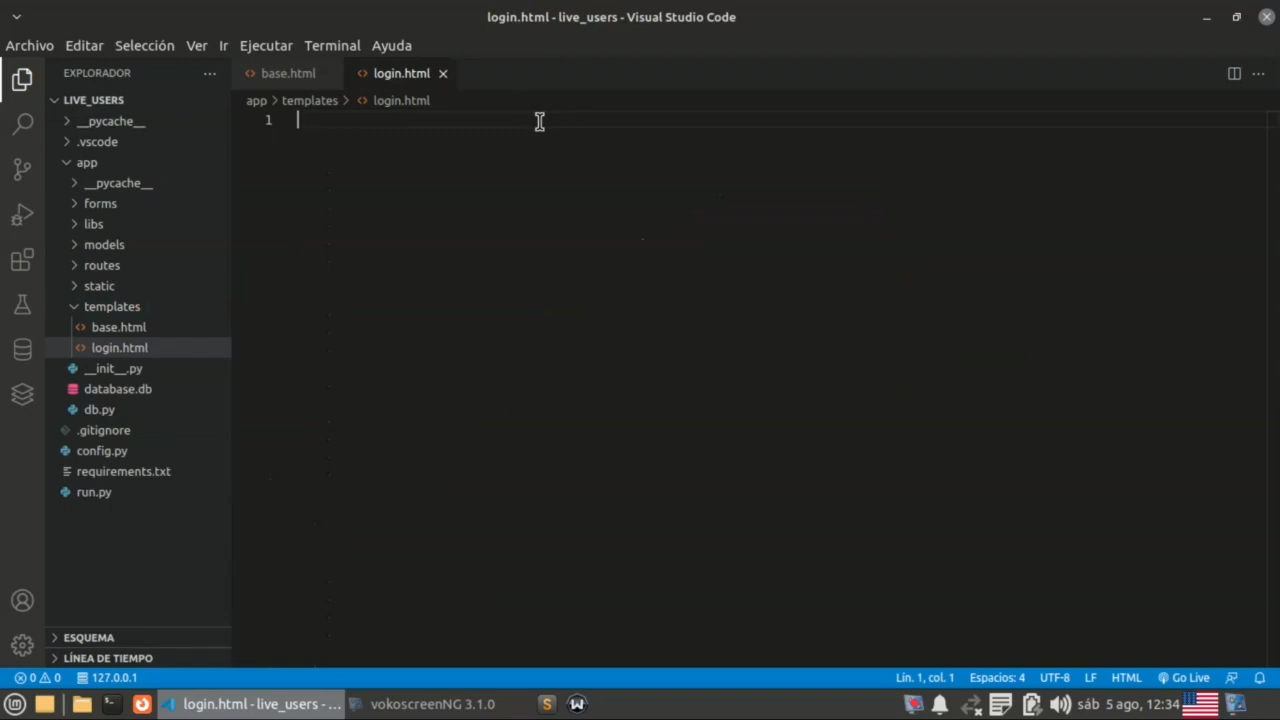 login.html - live_users - Visual Studio Code
Archivo Editar Selección Ver Ir Ejecutar Terminal Ayuda
EXPLORADOR
base.html
login.html
LIVE_USERS
app > templates > login.html
1
__pycache__
.vscode
app
__pycache__
forms
libs
models
routes
static
templates
base.html
login.html
__init__.py
database.db
db.py
.gitignore
config.py
requirements.txt
run.py
ESQUEMA
LÍNEA DE TIEMPO
0 0 127.0.0.1 Lín. 1, col. 1 Espacios: 4 UTF-8 LF HTML Go Live
login.html - live_users - ... vokoscreenNG 3.1.0 S W sáb 5 ago, 12:34